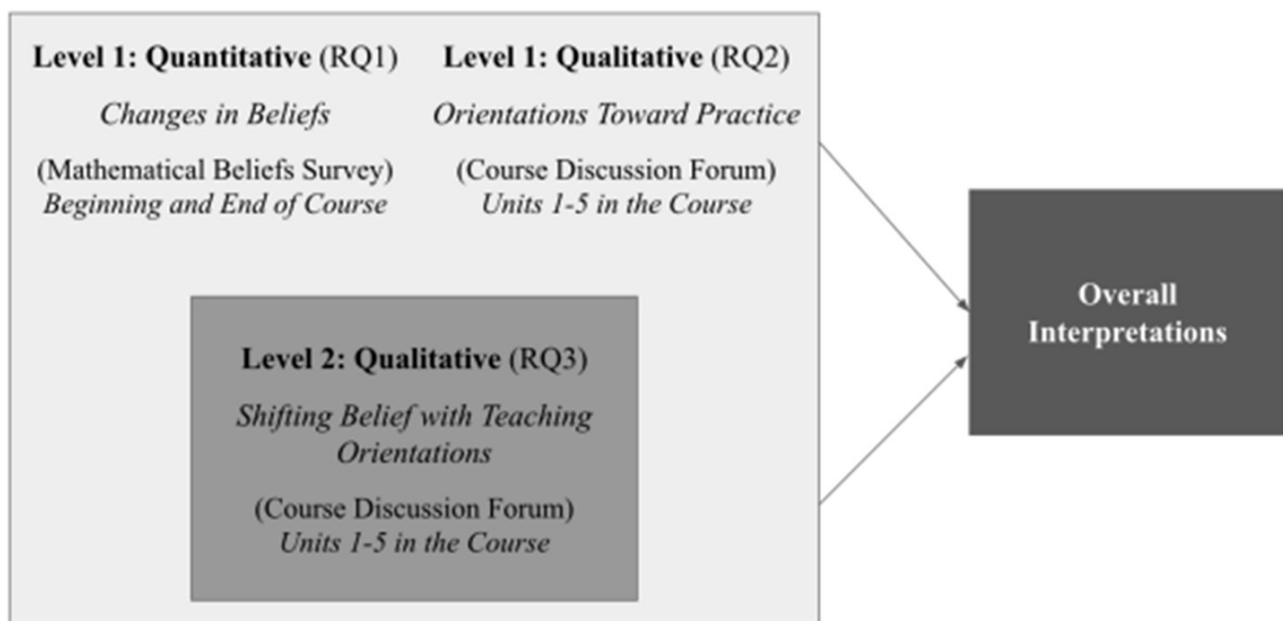 Level 1: Quantitative (RQ1)
Changes in Beliefs
(Mathematical Beliefs Survey)
Beginning and End of Course
Level 1: Qualitative (RQ2)
Orientations Toward Practice
(Course Discussion Forum)
Units 1-5 in the Course
Level 2: Qualitative (RQ3)
Shifting Belief with Teaching
Orientations
(Course Discussion Forum)
Units 1-5 in the Course
Overall
Interpretations